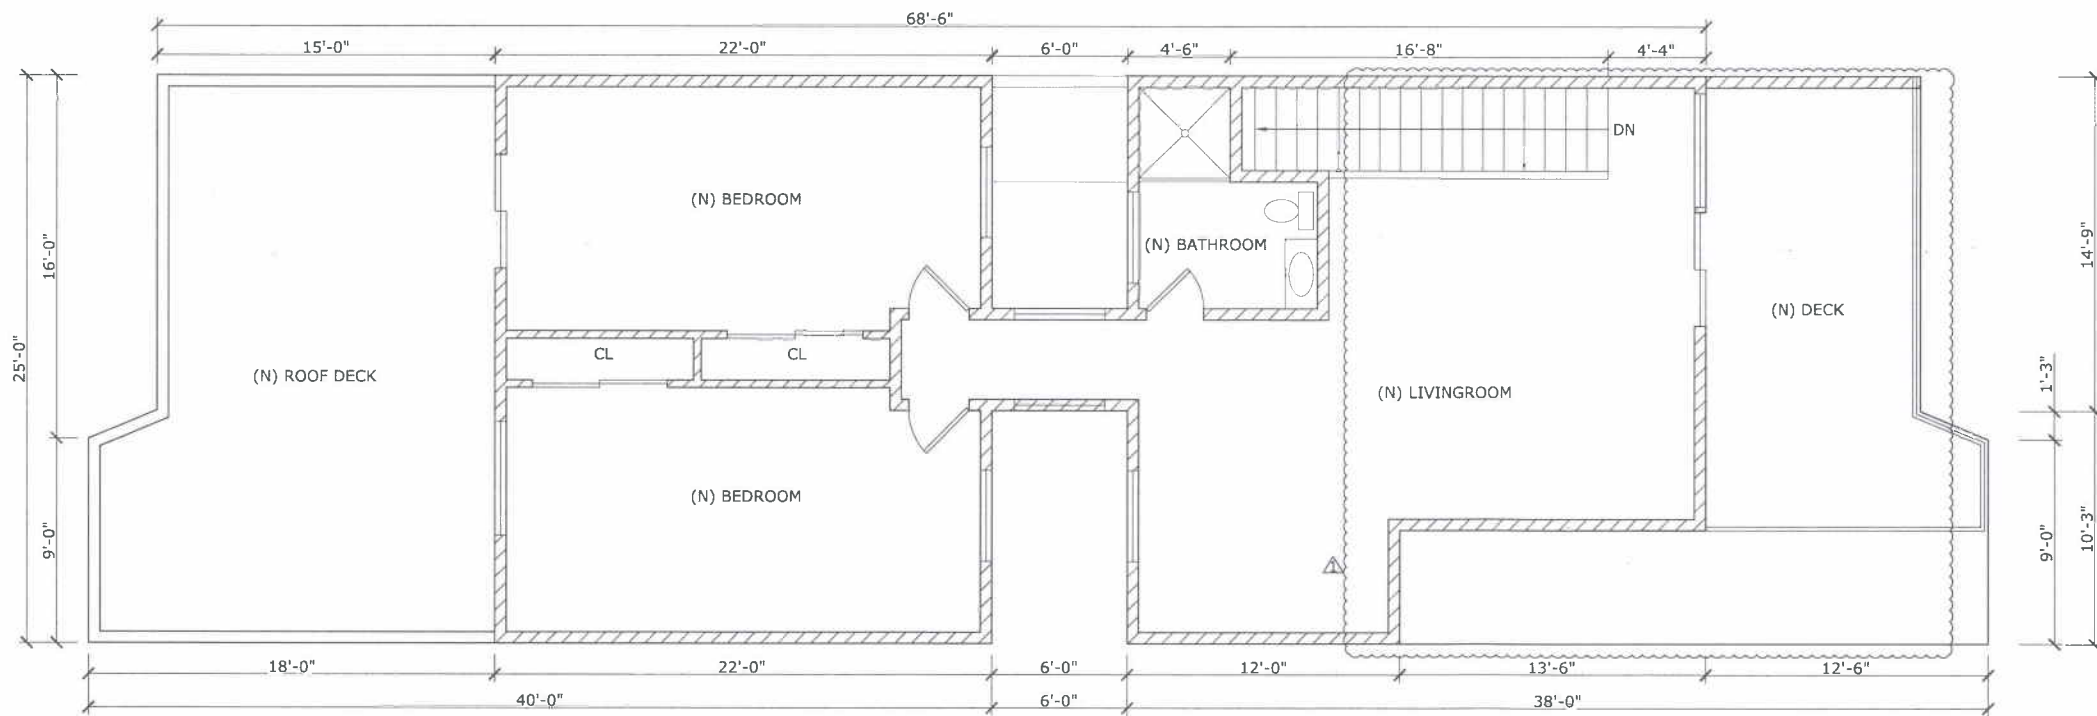 68'-6"
15'-0" 22'-0" 6'-0" 4'-6" 16'-8" 4'-4"
DN
(N) BEDROOM
(N) BATHROOM
16'-0"
14'-9"
25'-0"
(N) DECK
CL CL
(N) ROOF DECK
1'-3"
(N) LIVINGROOM
(N) BEDROOM
9'-0"
9'-0"
10'-3"
1
18'-0" 22'-0" 6'-0" 12'-0" 13'-6" 12'-6"
40'-0" 6'-0" 38'-0"